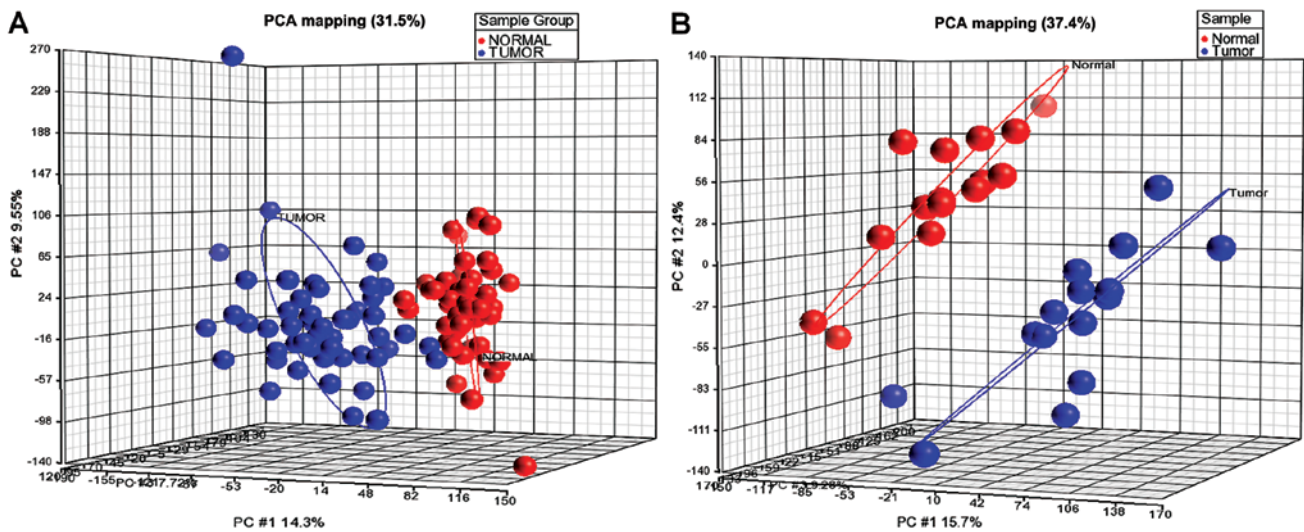 A
PCA mapping (31.5%)
Sample Group
NORMAL
TUMOR
270
229
188
147
106
65
24
-16
-57
-98
-140
PC #2 9.55%
TUMOR
NORMAL
-155
-53
-20
14
48
82
116
150
PC #1 14.3%
B
PCA mapping (37.4%)
Sample
Normal
Tumor
140
112
84
56
28
0
-27
-55
-83
-111
-140
PC #2 12.4%
Normal
Tumor
-117
-85
-53
-21
10
42
74
106
138
170
PC #1 15.7%